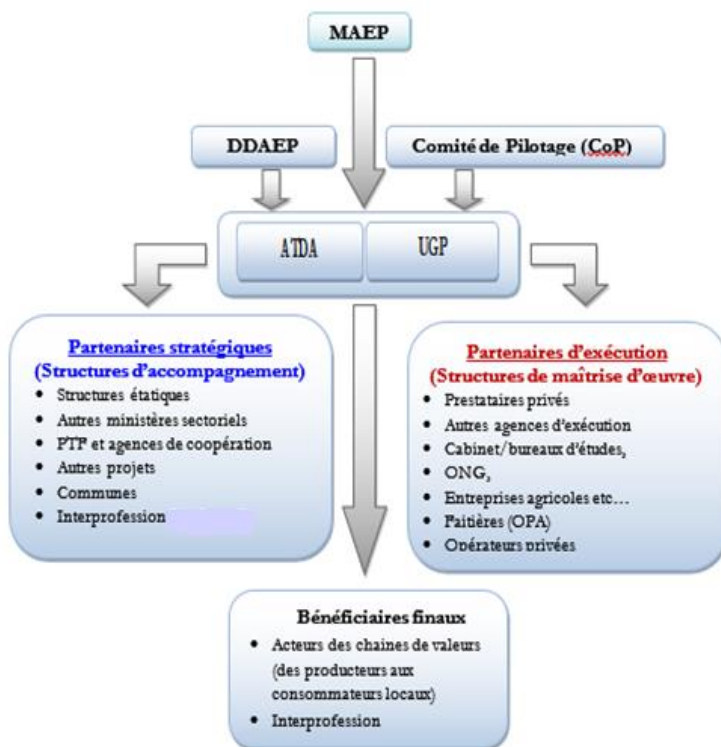 MAEP
DDAEP
Comité de Pilotage (CoP)
ATDA
UGP
Partenaires stratégiques
(Structures d'accompagnement)
• Structures étatiques
• Autres ministères sectoriels
• PTF et agences de coopération
• Autres projets
• Communes
• Interprofession
Partenaires d'exécution
(Structures de maîtrise d'œuvre)
• Prestataires privés
• Autres agences d'exécution
• Cabinet/bureaux d'études,
• ONG,
• Entreprises agricoles etc…
• Faitières (OPA)
• Opérateurs privées
Bénéficiaires finaux
• Acteurs des chaines de valeurs
(des producteurs aux
consommateurs locaux)
• Interprofession